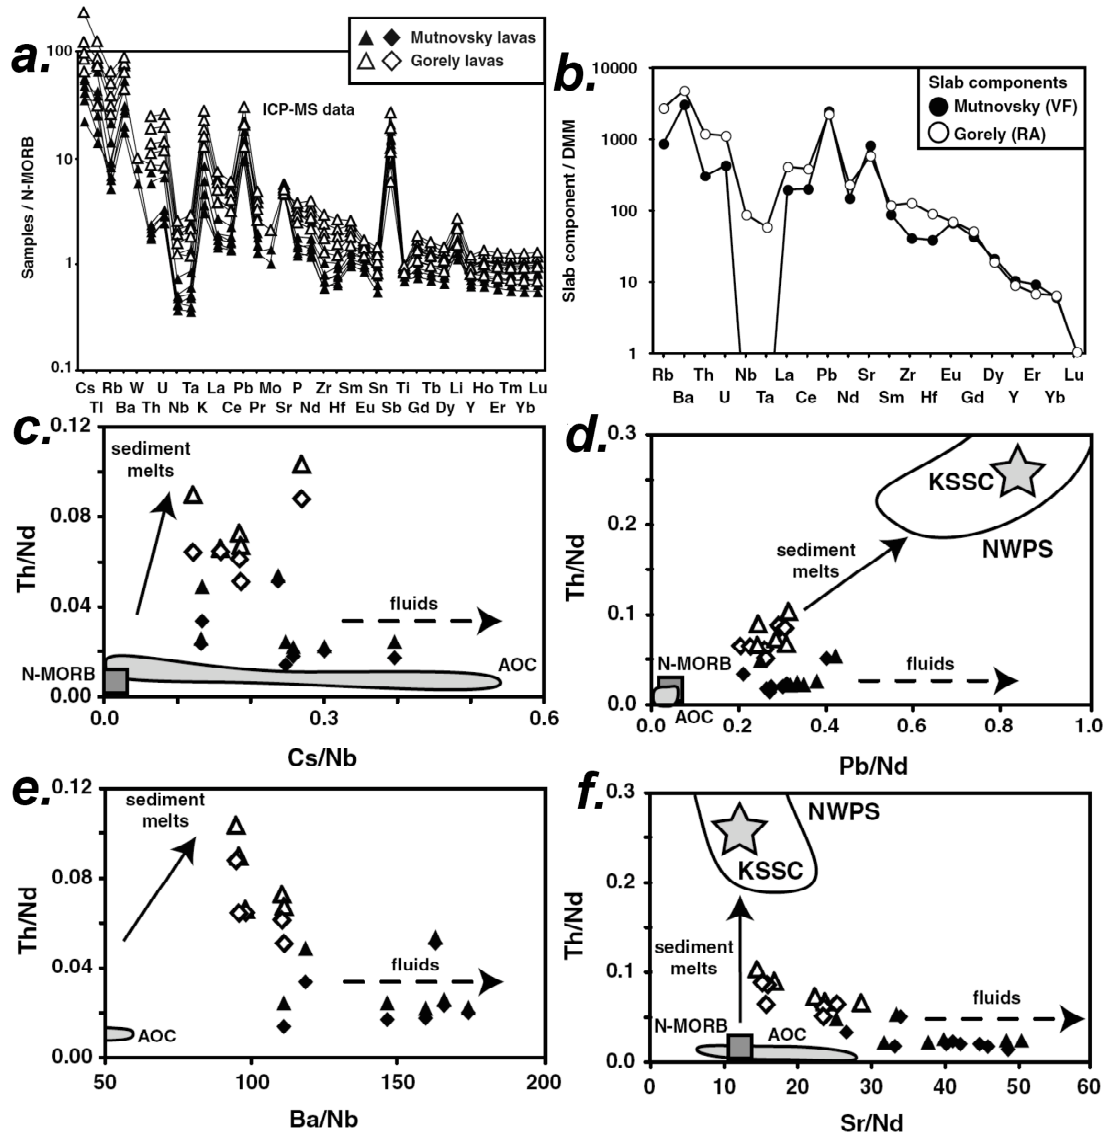 a.
Mutnovsky lavas
Gorely lavas
ICP-MS data
100
10
1
0.1
Samples / N-MORB
Cs Rb W U Ta La Pb Mo P Zr Sm Sn Ti Tb Li Ho Tm Lu
Tl Ba Th Nb K Ce Pr Sr Nd Hf Eu Sb Gd Dy Y Er Yb
b.
Slab components
Mutnovsky (VF)
Gorely (RA)
10000
1000
100
10
1
Slab component / DMM
Rb Th Nb La Pb Sr Zr Eu Dy Er Lu
Ba U Ta Ce Nd Sm Hf Gd Y Yb
c.
sediment
melts
fluids
N-MORB
AOC
0.12
0.08
0.04
0.00
Th/Nd
0.0 0.3 0.6
Cs/Nb
d.
KSSC
NWPS
sediment
melts
N-MORB
fluids
AOC
0.3
0.2
0.1
0.0
Th/Nd
0.0 0.2 0.4 0.6 0.8 1.0
Pb/Nd
e.
sediment
melts
fluids
AOC
0.12
0.08
0.04
0.00
Th/Nd
50 100 150 200
Ba/Nb
f.
NWPS
KSSC
sediment
melts
fluids
N-MORB
AOC
0.3
0.2
0.1
0.0
Th/Nd
0 10 20 30 40 50 60
Sr/Nd